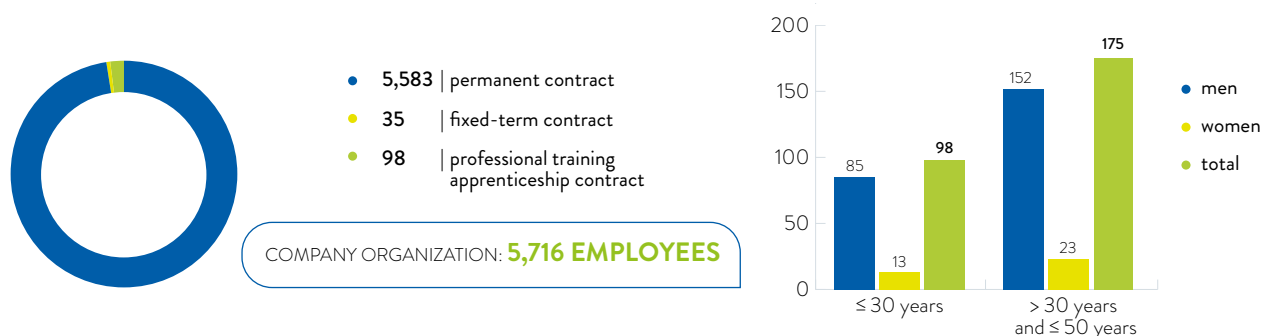 5,583 | permanent contract
35 | fixed-term contract
98 | professional training
apprenticeship contract
COMPANY ORGANIZATION: 5,716 EMPLOYEES
200
150
100
50
0
85
13
98
152
23
175
≤ 30 years
> 30 years
and ≤ 50 years
men
women
total